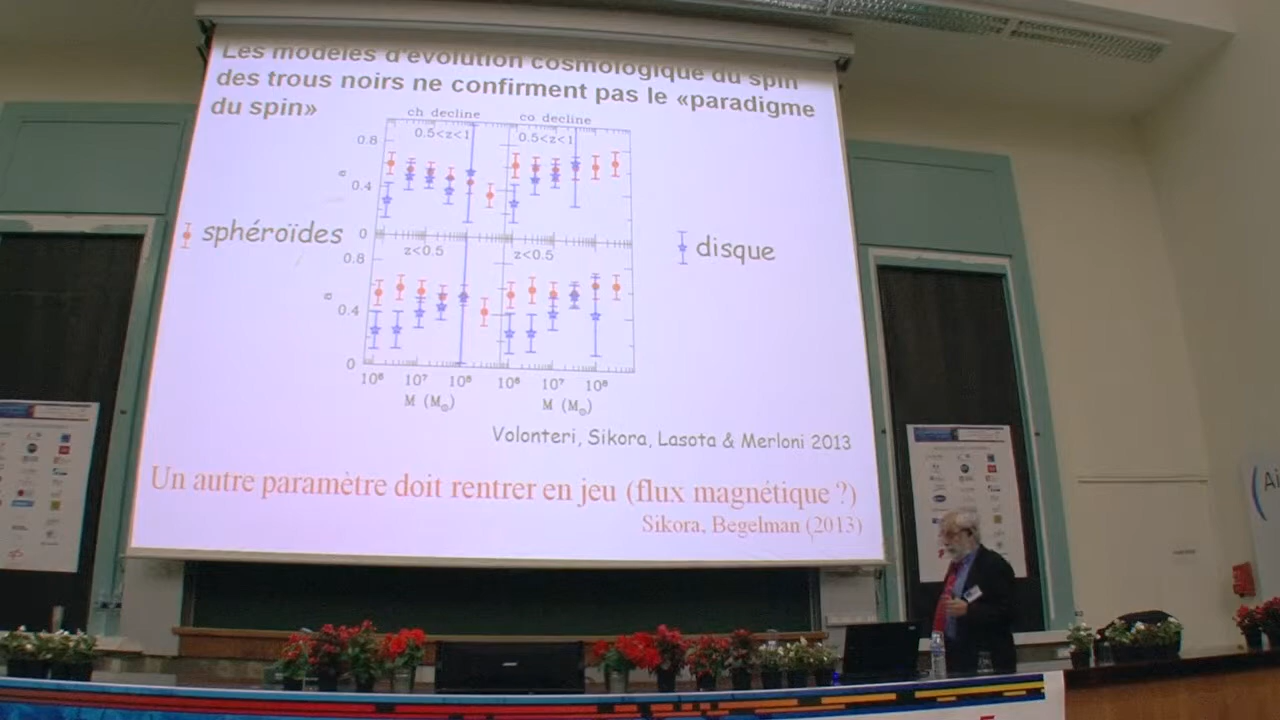 Les modèles d'évolution cosmologique du spin
des trous noirs ne confirment pas le «paradigme
du spin»
ch decline
co decline
0.5<z<1
0.5<z<1
0.8
a
0.4
0
sphéroïdes
disque
z<0.5
z<0.5
0.8
a
0.4
0
10⁶ 10⁷ 10⁸ 10⁶ 10⁷ 10⁸
M (M☉) M (M☉)
Volonteri, Sikora, Lasota & Merloni 2013
Un autre paramètre doit rentrer en jeu (flux magnétique ?)
Sikora, Begelman (2013)